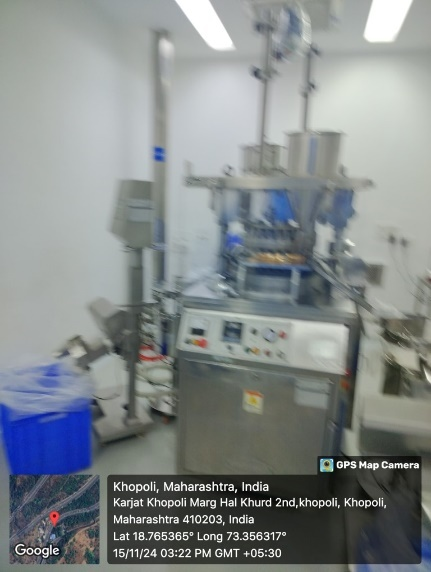 GPS Map Camera
Khopoli, Maharashtra, India
Karjat Khopoli Marg Hal Khurd 2nd,khopoli, Khopoli,
Maharashtra 410203, India
Lat 18.765365° Long 73.356317°
15/11/24 03:22 PM GMT +05:30
Google